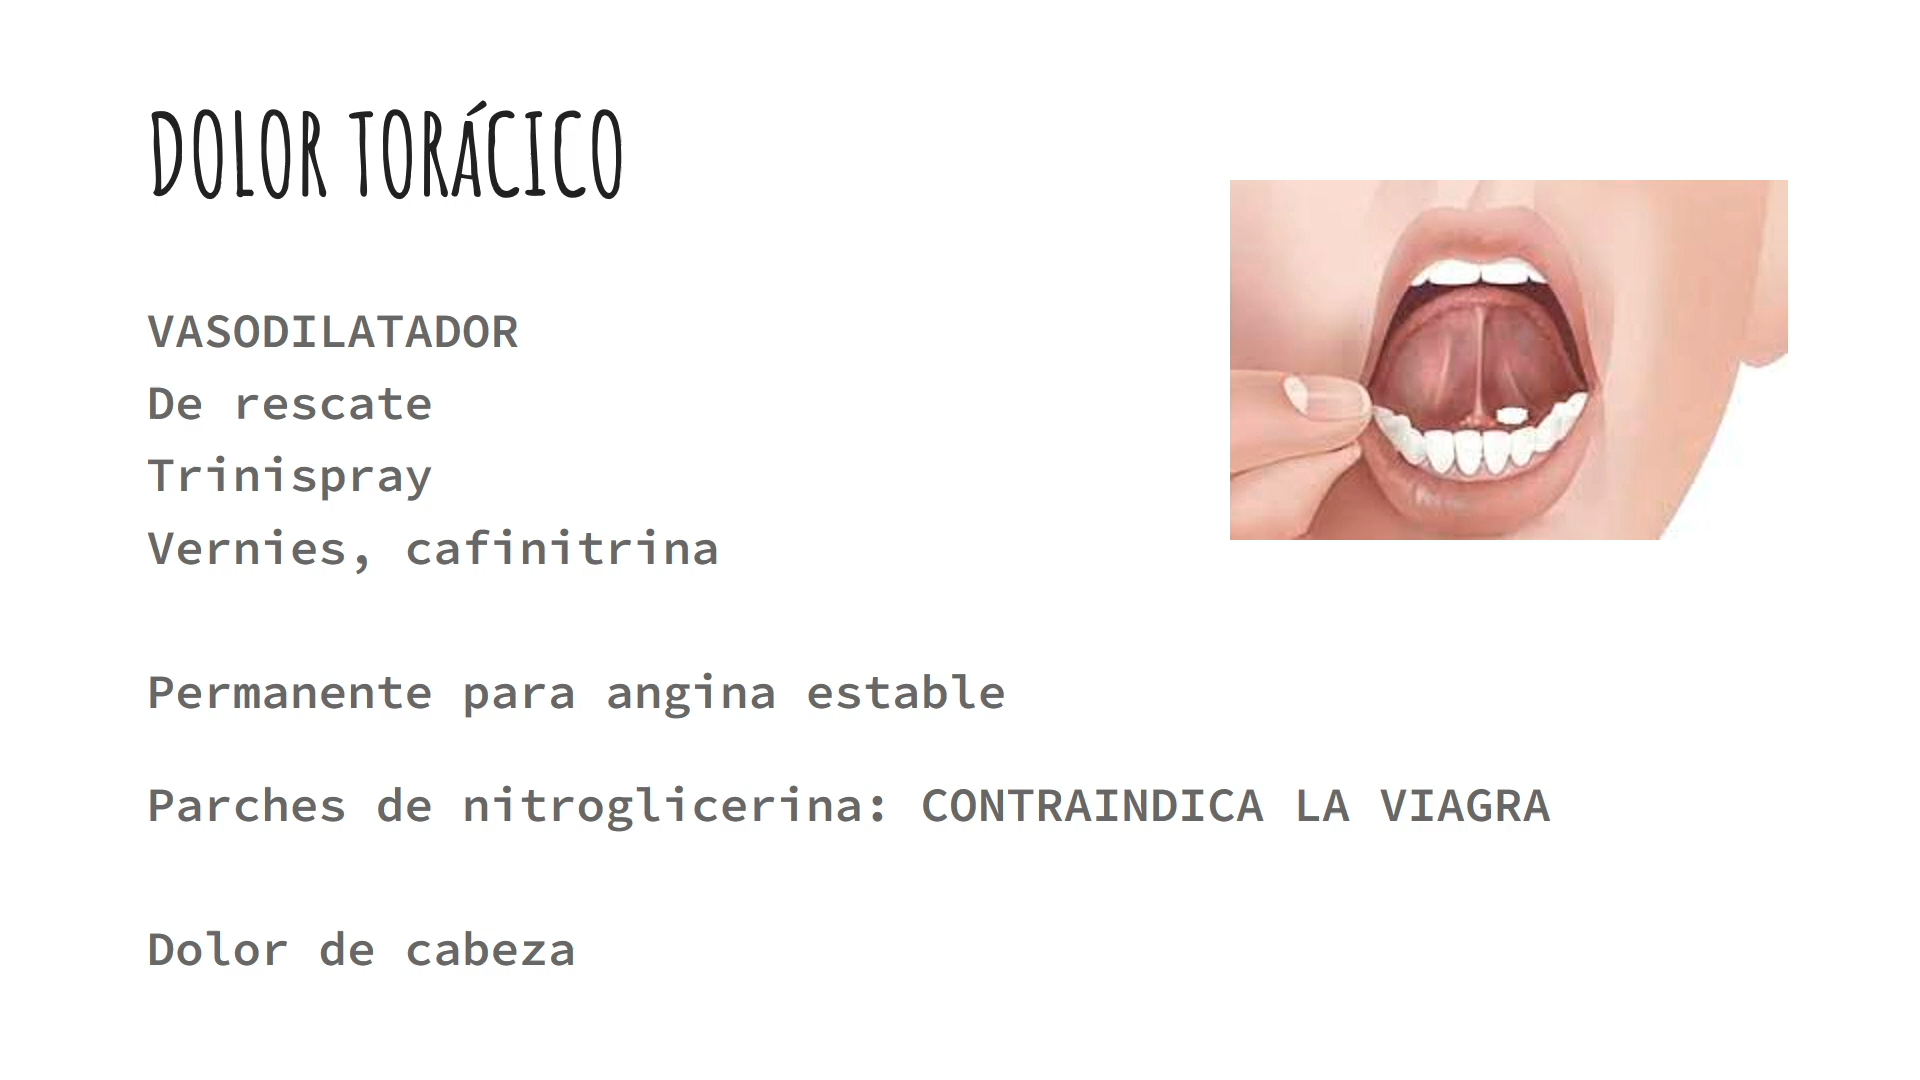 DOLOR TORÁCICO
VASODILATADOR
De rescate
Trinispray
Vernies, cafinitrina
Permanente para angina estable
Parches de nitroglicerina: CONTRAINDICA LA VIAGRA
Dolor de cabeza